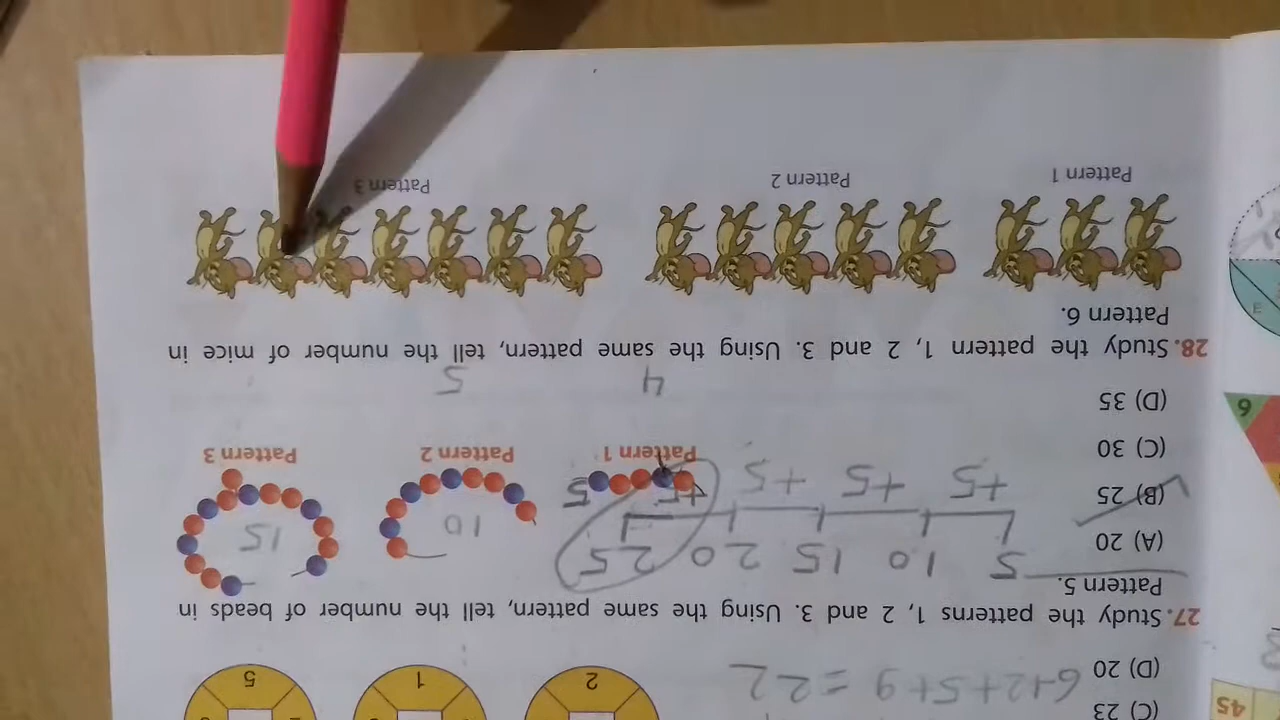 (C) 23
(D) 20
6+2+5+9 = 22
2
1
5
45
27. Study the patterns 1, 2 and 3. Using the same pattern, tell the number of beads in
Pattern 5.
(A) 20
(B) 25
(C) 30
(D) 35
5 10 15 20 25
+5 +5 +5 +5
5
10
15
Pattern 1
Pattern 2
Pattern 3
4
5
6
28. Study the pattern 1, 2 and 3. Using the same pattern, tell the number of mice in
Pattern 6.
Pattern 1
Pattern 2
Pattern 3